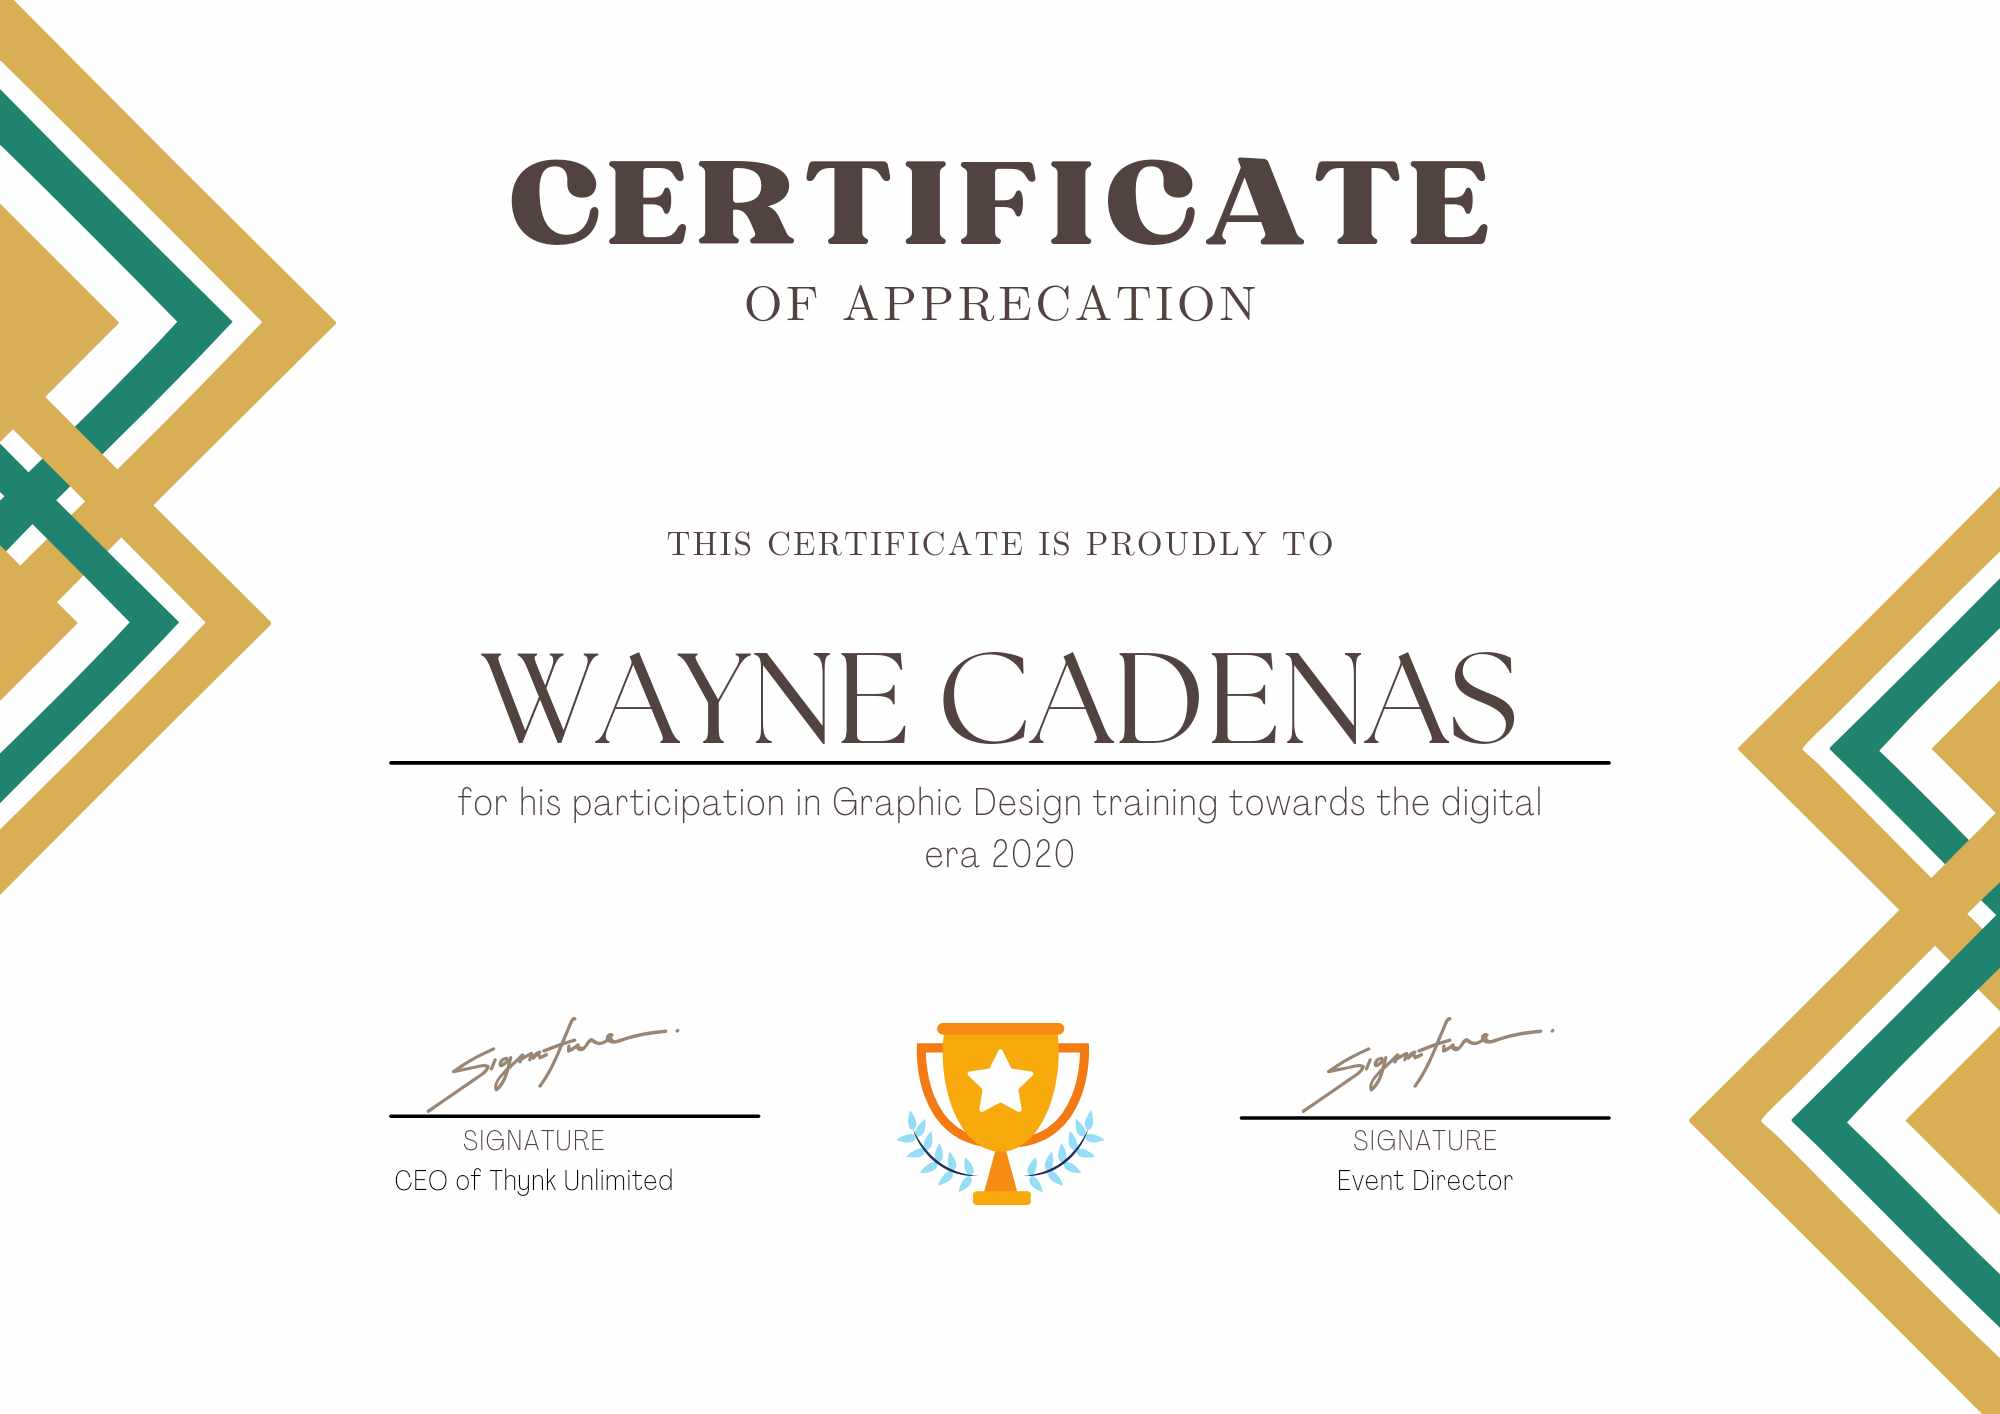 CERTIFICATE
OF APPRECATION
THIS CERTIFICATE IS PROUDLY TO
WAYNE CADENAS
for his participation in Graphic Design training towards the digital
era 2020
Signature
Signature
SIGNATURE
SIGNATURE
CEO of Thynk Unlimited
Event Director